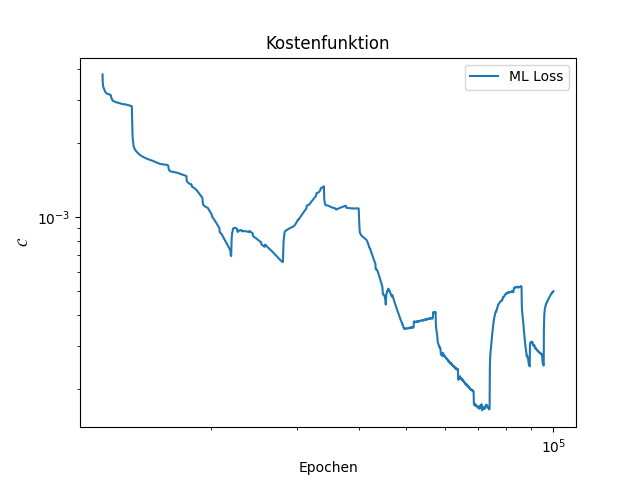 Kostenfunktion
ML Loss
10⁻³
𝒞
10⁵
Epochen